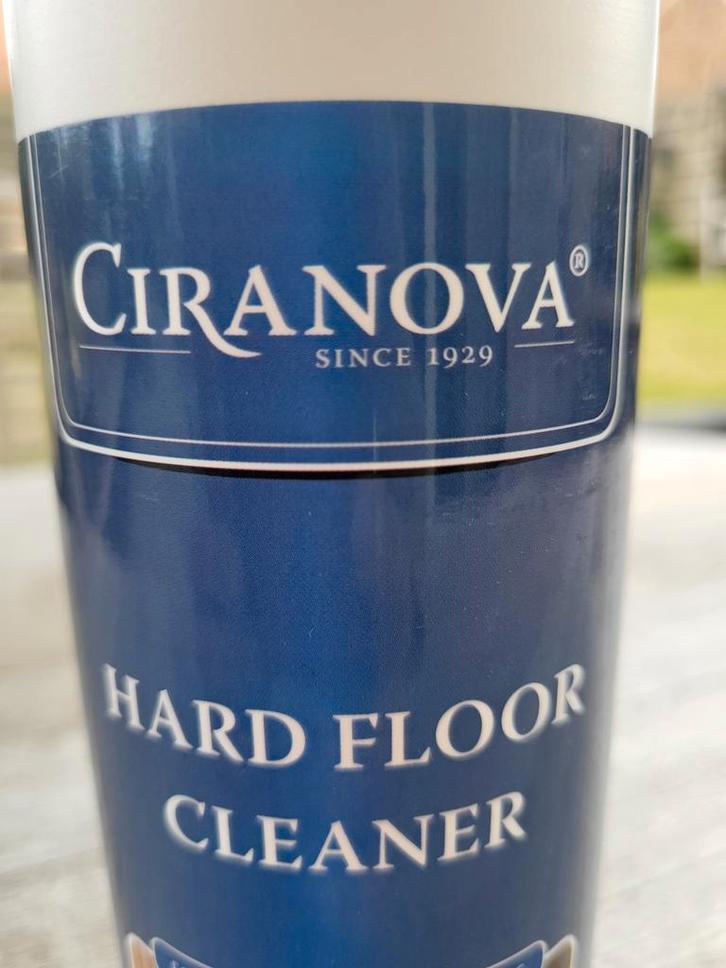 CIRANOVA®
SINCE 1929
HARD FLOOR
CLEANER